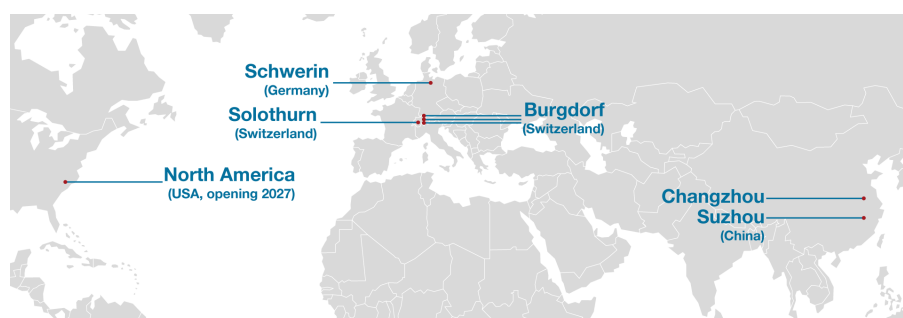 Schwerin
(Germany)
Solothurn
(Switzerland)
Burgdorf
(Switzerland)
North America
(USA, opening 2027)
Changzhou
Suzhou
(China)